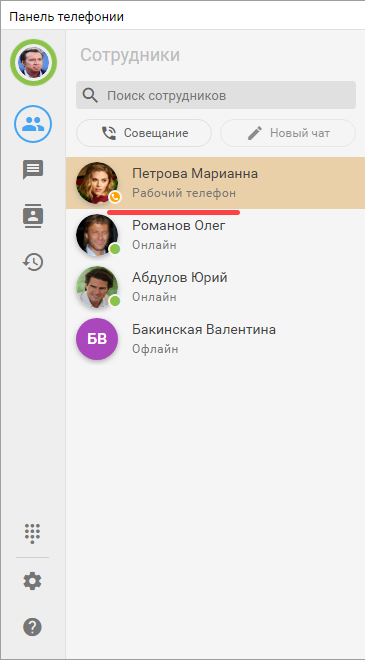 Панель телефонии
Сотрудники
Поиск сотрудников
Совещание
Новый чат
Петрова Марианна
Рабочий телефон
Романов Олег
Онлайн
Абдулов Юрий
Онлайн
БВ
Бакинская Валентина
Офлайн